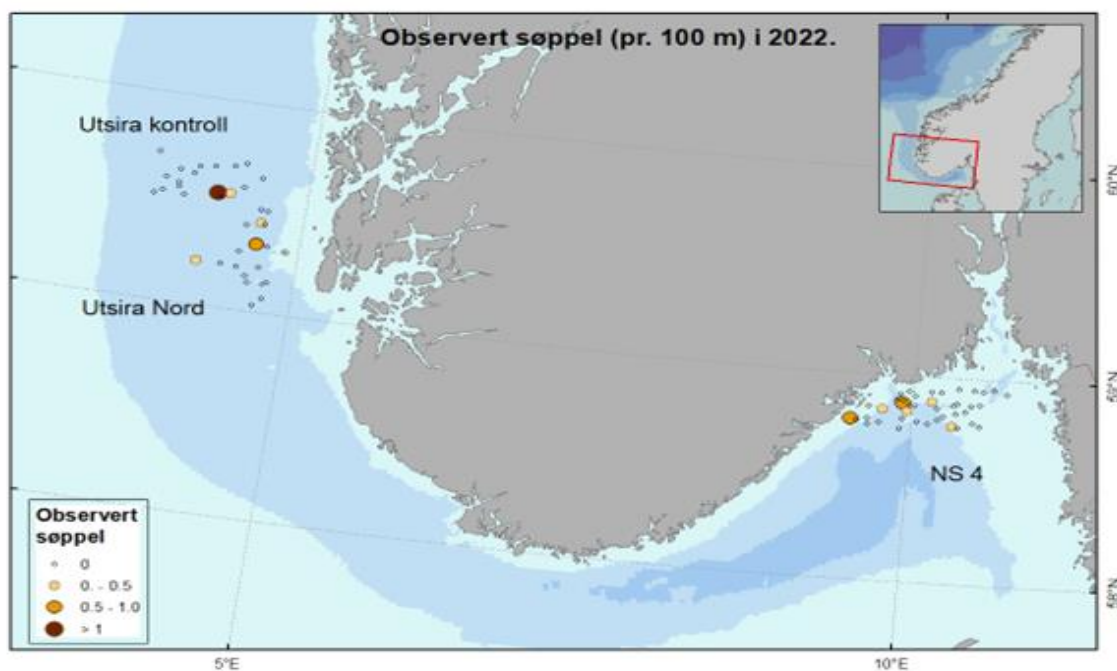 Observert søppel (pr. 100 m) i 2022.
Utsira kontroll
Utsira Nord
NS 4
Observert
søppel
0
0. - 0.5
0.5 - 1.0
> 1
60°N
59°N
58°N
5°E
10°E